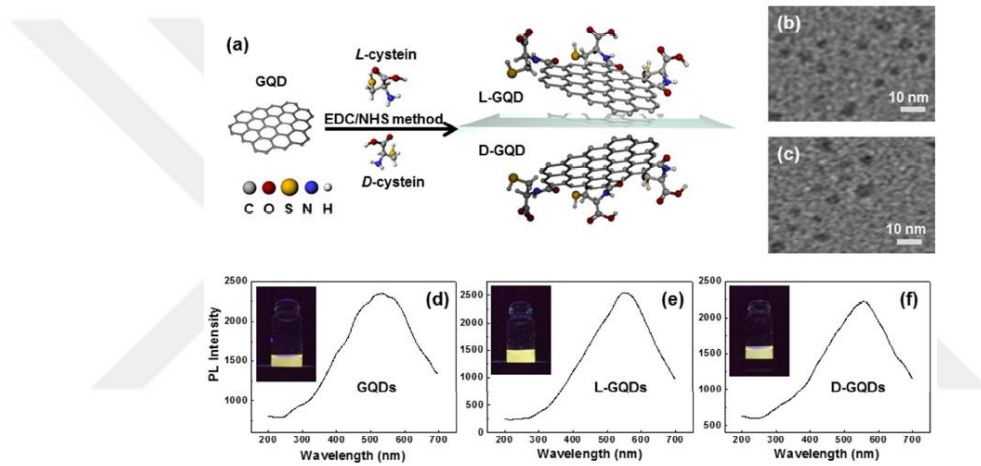 (a)
L-cystein
GQD
EDC/NHS method
D-cystein
C O S N H
L-GQD
D-GQD
(b)
10 nm
(c)
10 nm
PL Intensity
2500
2000
1500
1000
(d)
GQDs
200 300 400 500 600 700
Wavelength (nm)
2500
2000
1500
1000
500
0
(e)
L-GQDs
200 300 400 500 600 700
Wavelength (nm)
2500
2000
1500
1000
500
(f)
D-GQDs
200 300 400 500 600 700
Wavelength (nm)